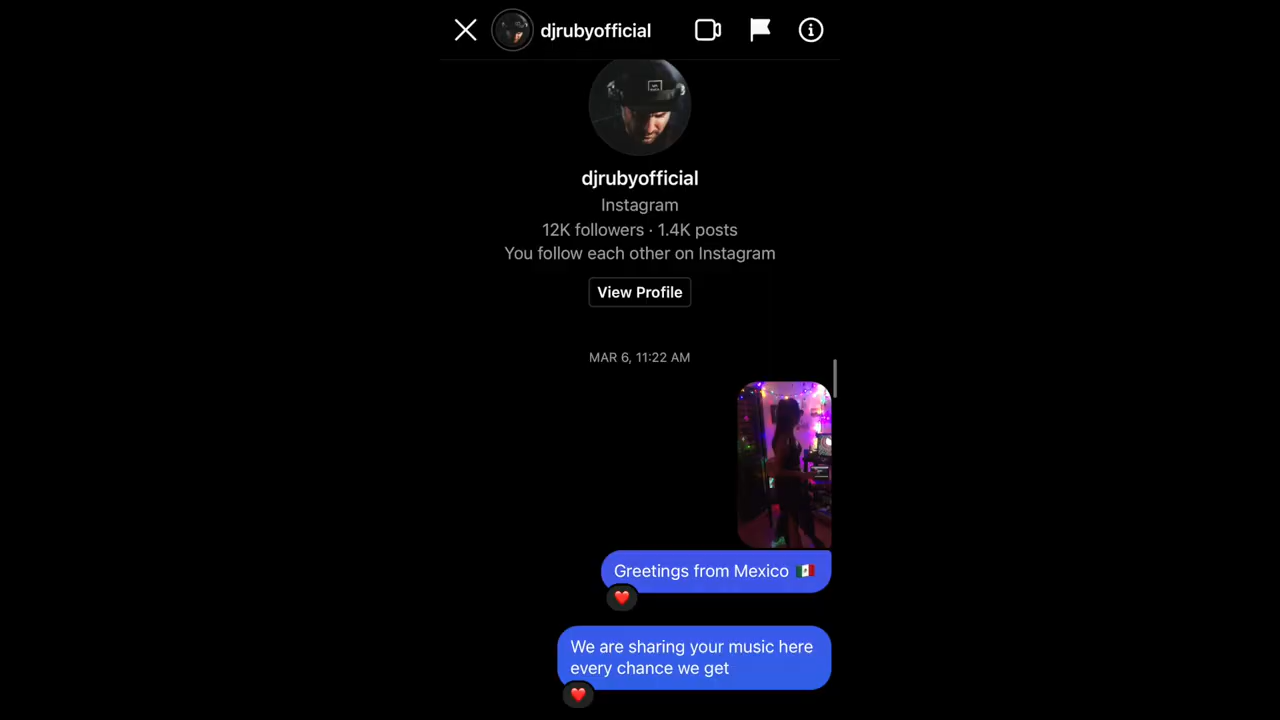 djrubyofficial
djrubyofficial
Instagram
12K followers · 1.4K posts
You follow each other on Instagram
View Profile
MAR 6, 11:22 AM
Greetings from Mexico 🇲🇽
❤️
We are sharing your music here
every chance we get
❤️